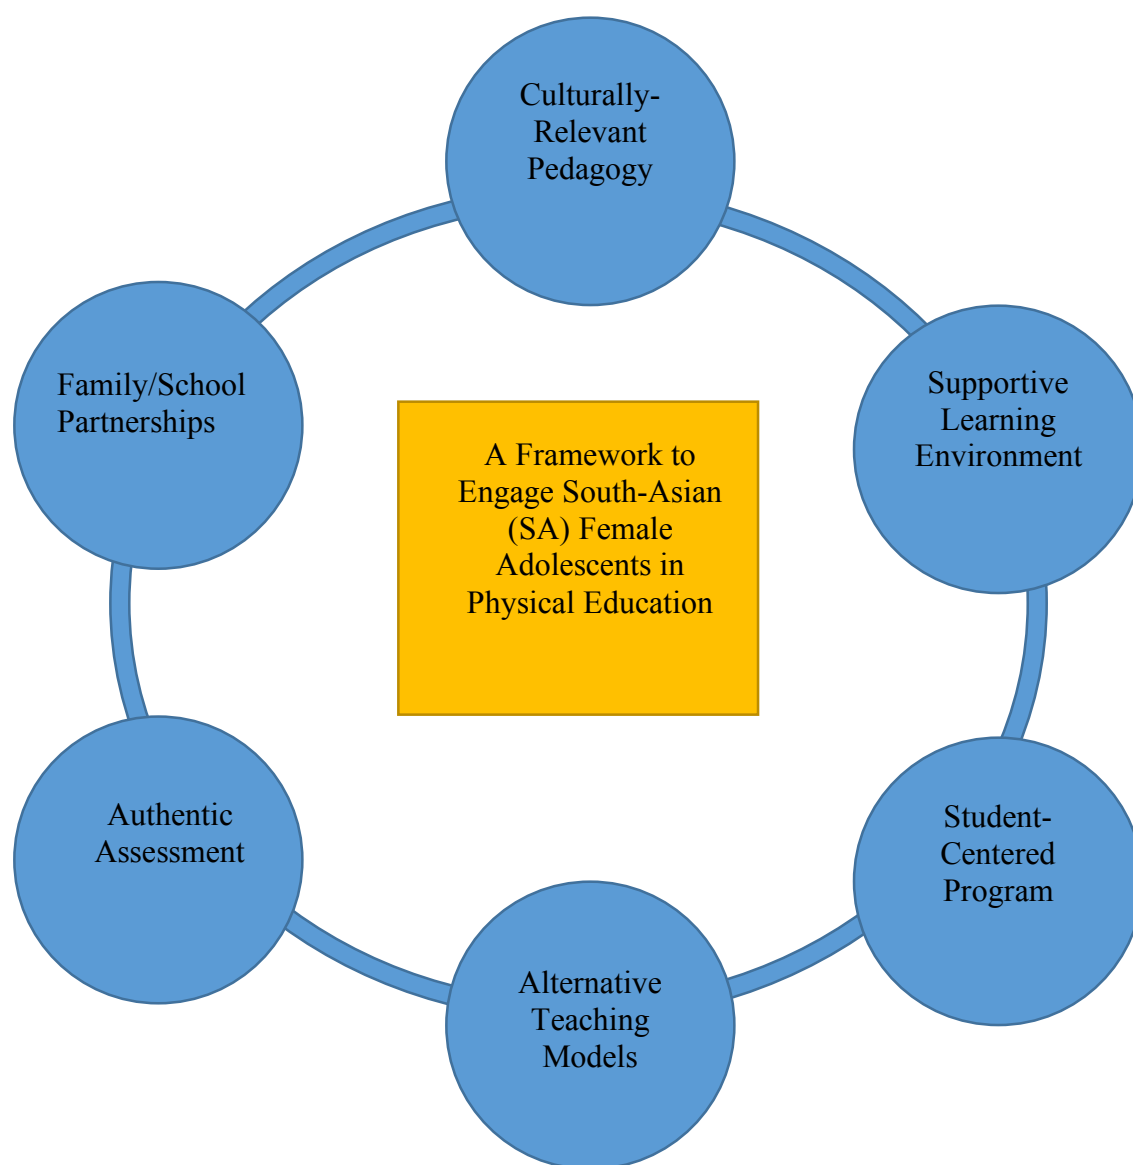 Culturally-
Relevant
Pedagogy
Supportive
Learning
Environment
Family/School
Partnerships
A Framework to
Engage South-Asian
(SA) Female
Adolescents in
Physical Education
Authentic
Assessment
Student-
Centered
Program
Alternative
Teaching
Models